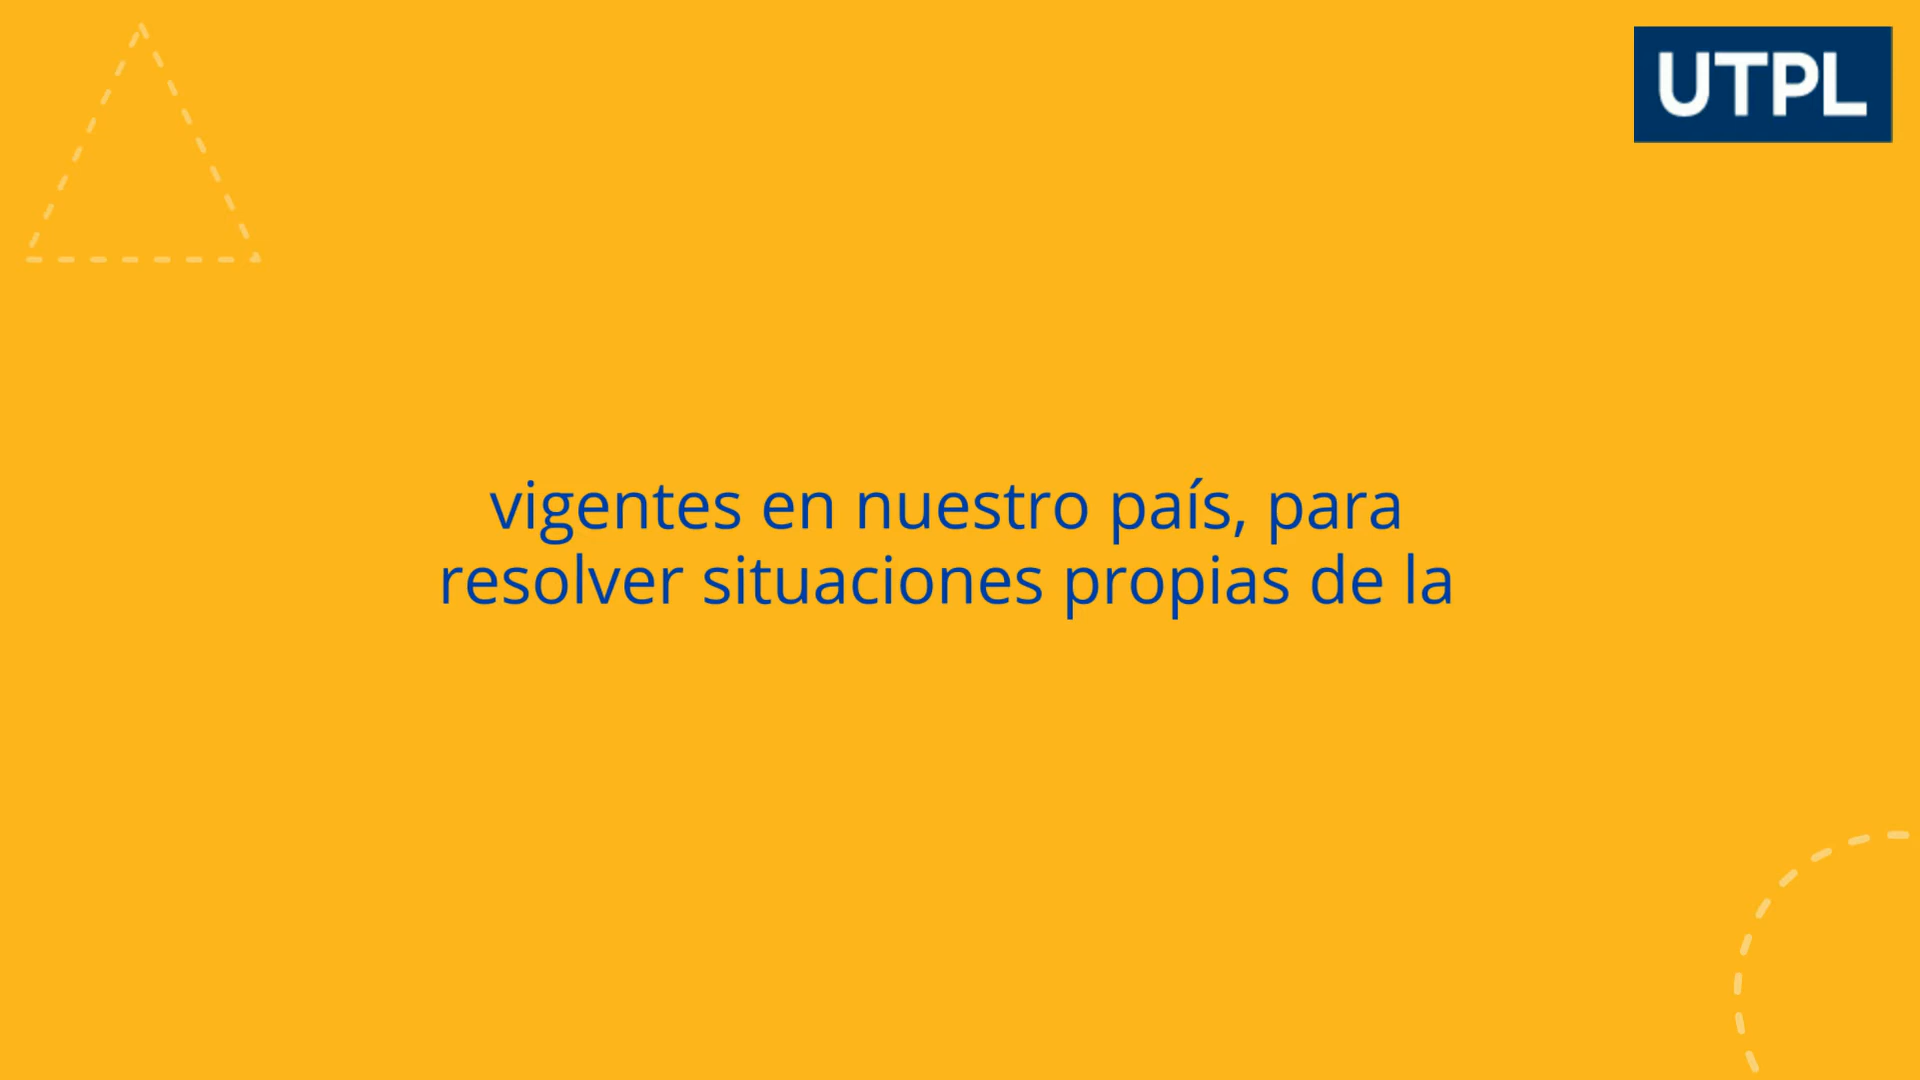 UTPL
vigentes en nuestro país, para
resolver situaciones propias de la